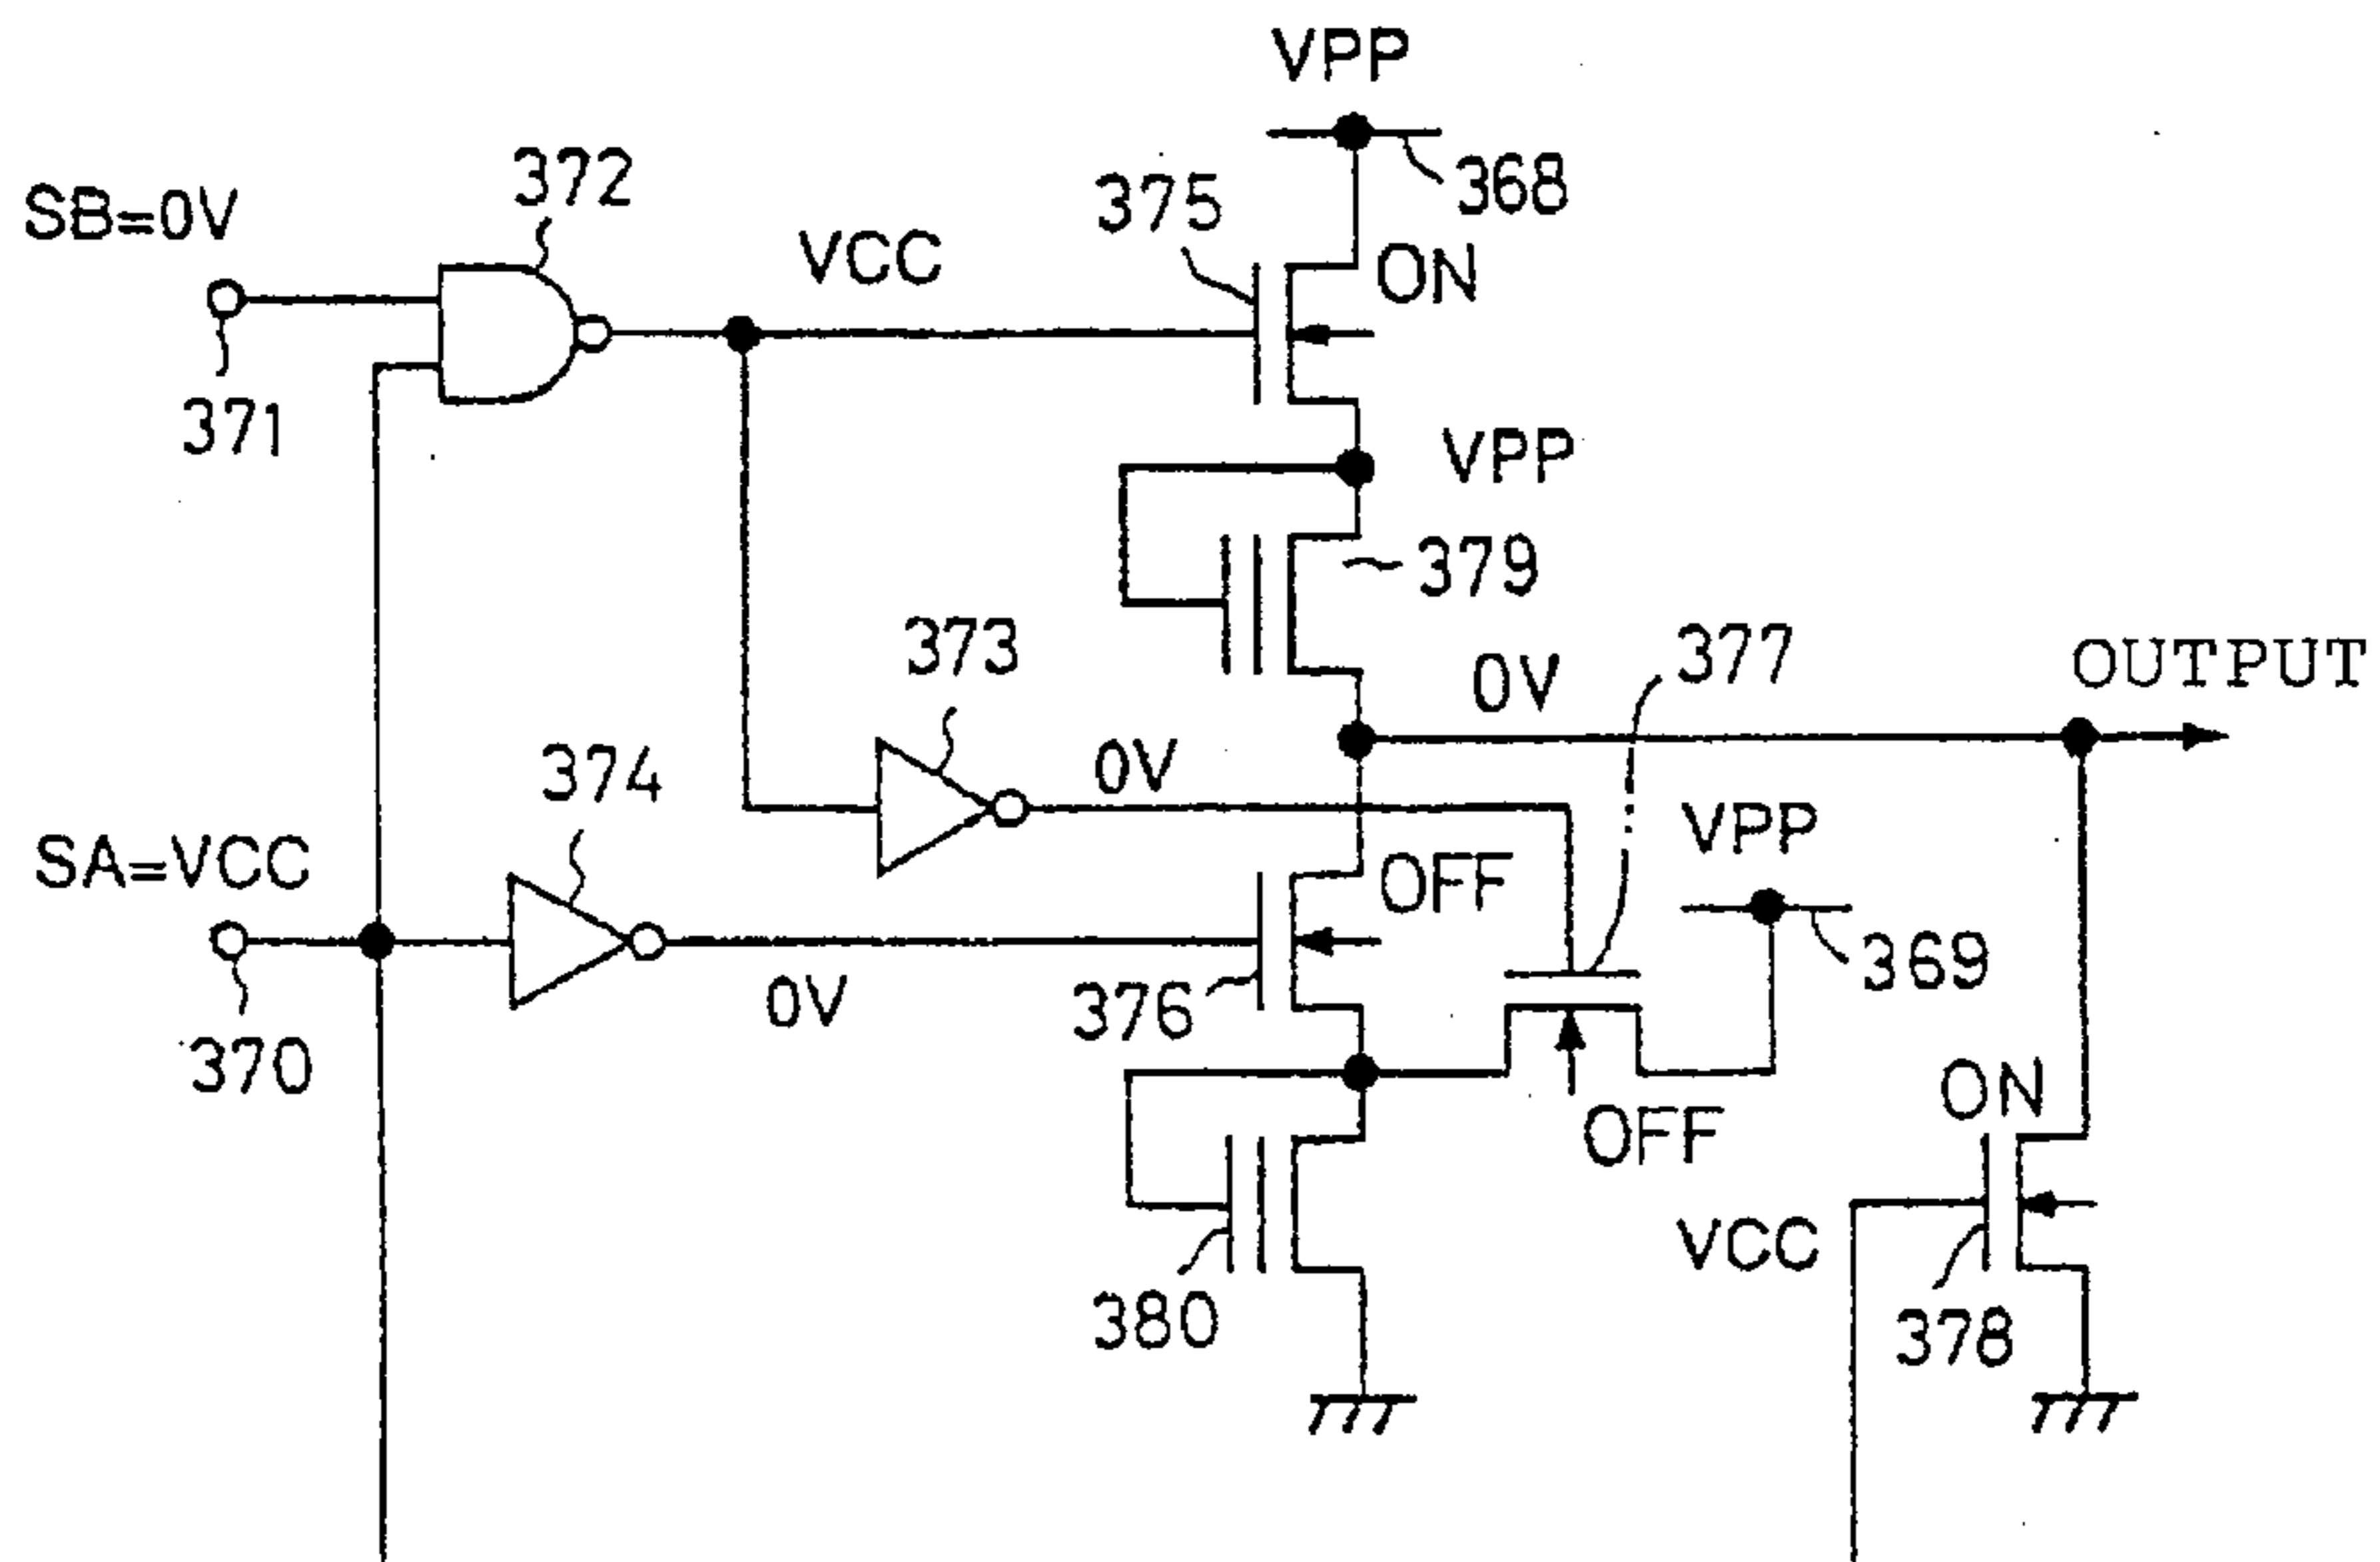 VPP
368
372
375
SB=0V
VCC
ON
371
VPP
379
373
377
0V
OUTPUT
374
0V
VPP
SA=VCC
OFF
369
376
0V
370
ON
OFF
VCC
380
378